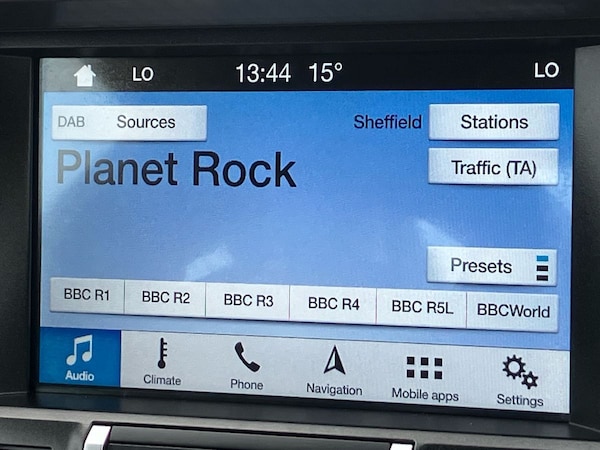 LO 13:44 15° LO
DAB Sources Sheffield Stations
Planet Rock Traffic (TA)
Presets
BBC R1 BBC R2 BBC R3 BBC R4 BBC R5L BBCWorld
Audio Climate Phone Navigation Mobile apps Settings